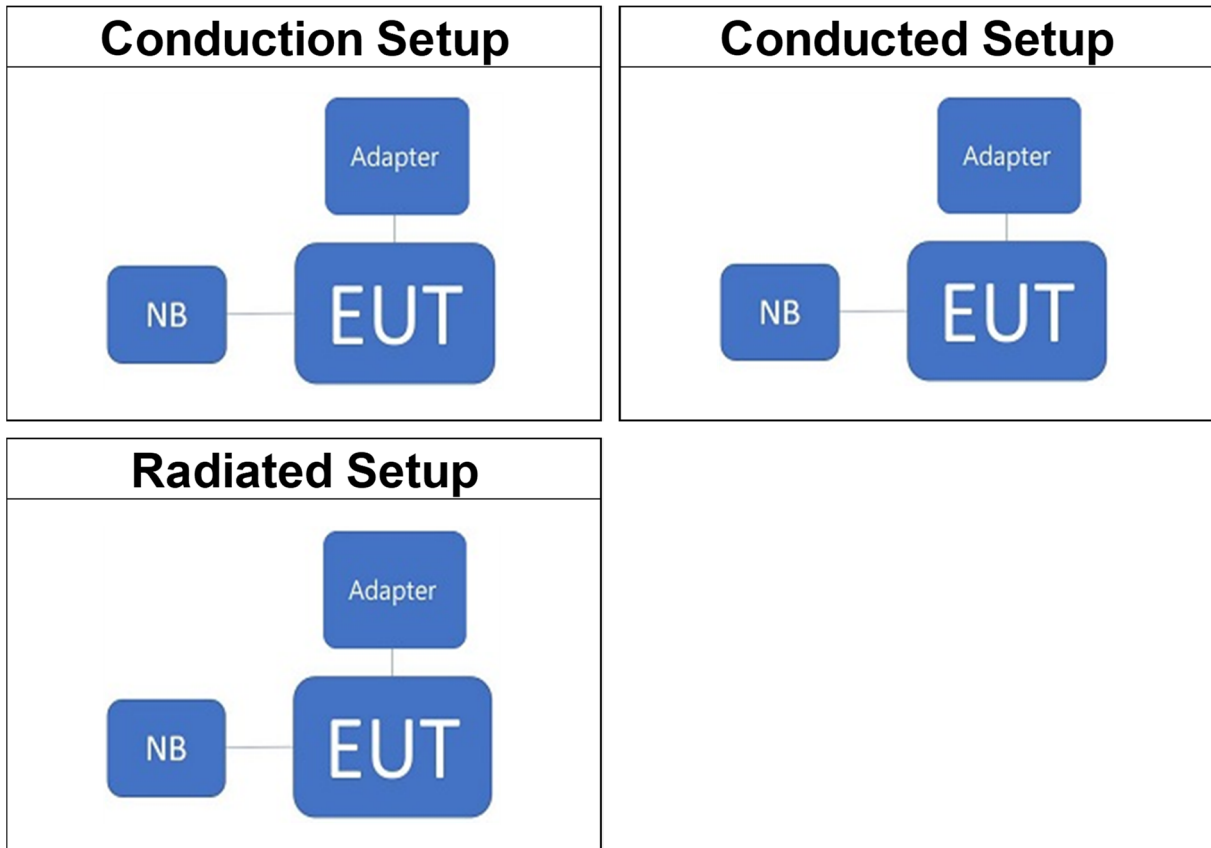 Conduction Setup
Adapter
NB
EUT
Conducted Setup
Adapter
NB
EUT
Radiated Setup
Adapter
NB
EUT